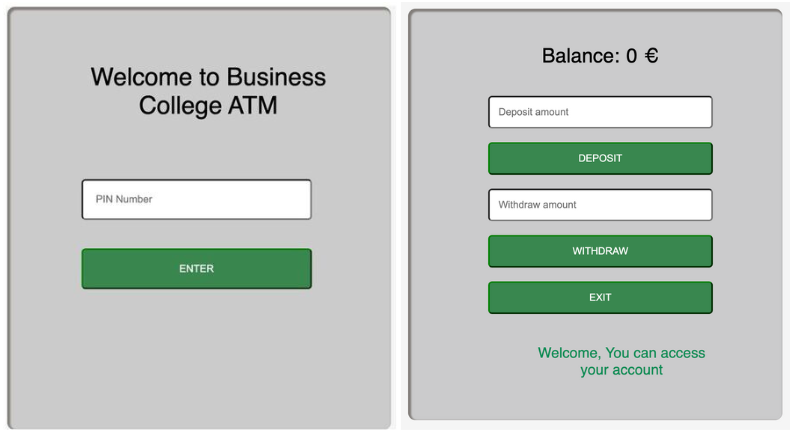 Welcome to Business
College ATM
PIN Number
ENTER
Balance: 0 €
Deposit amount
DEPOSIT
Withdraw amount
WITHDRAW
EXIT
Welcome, You can access
your account